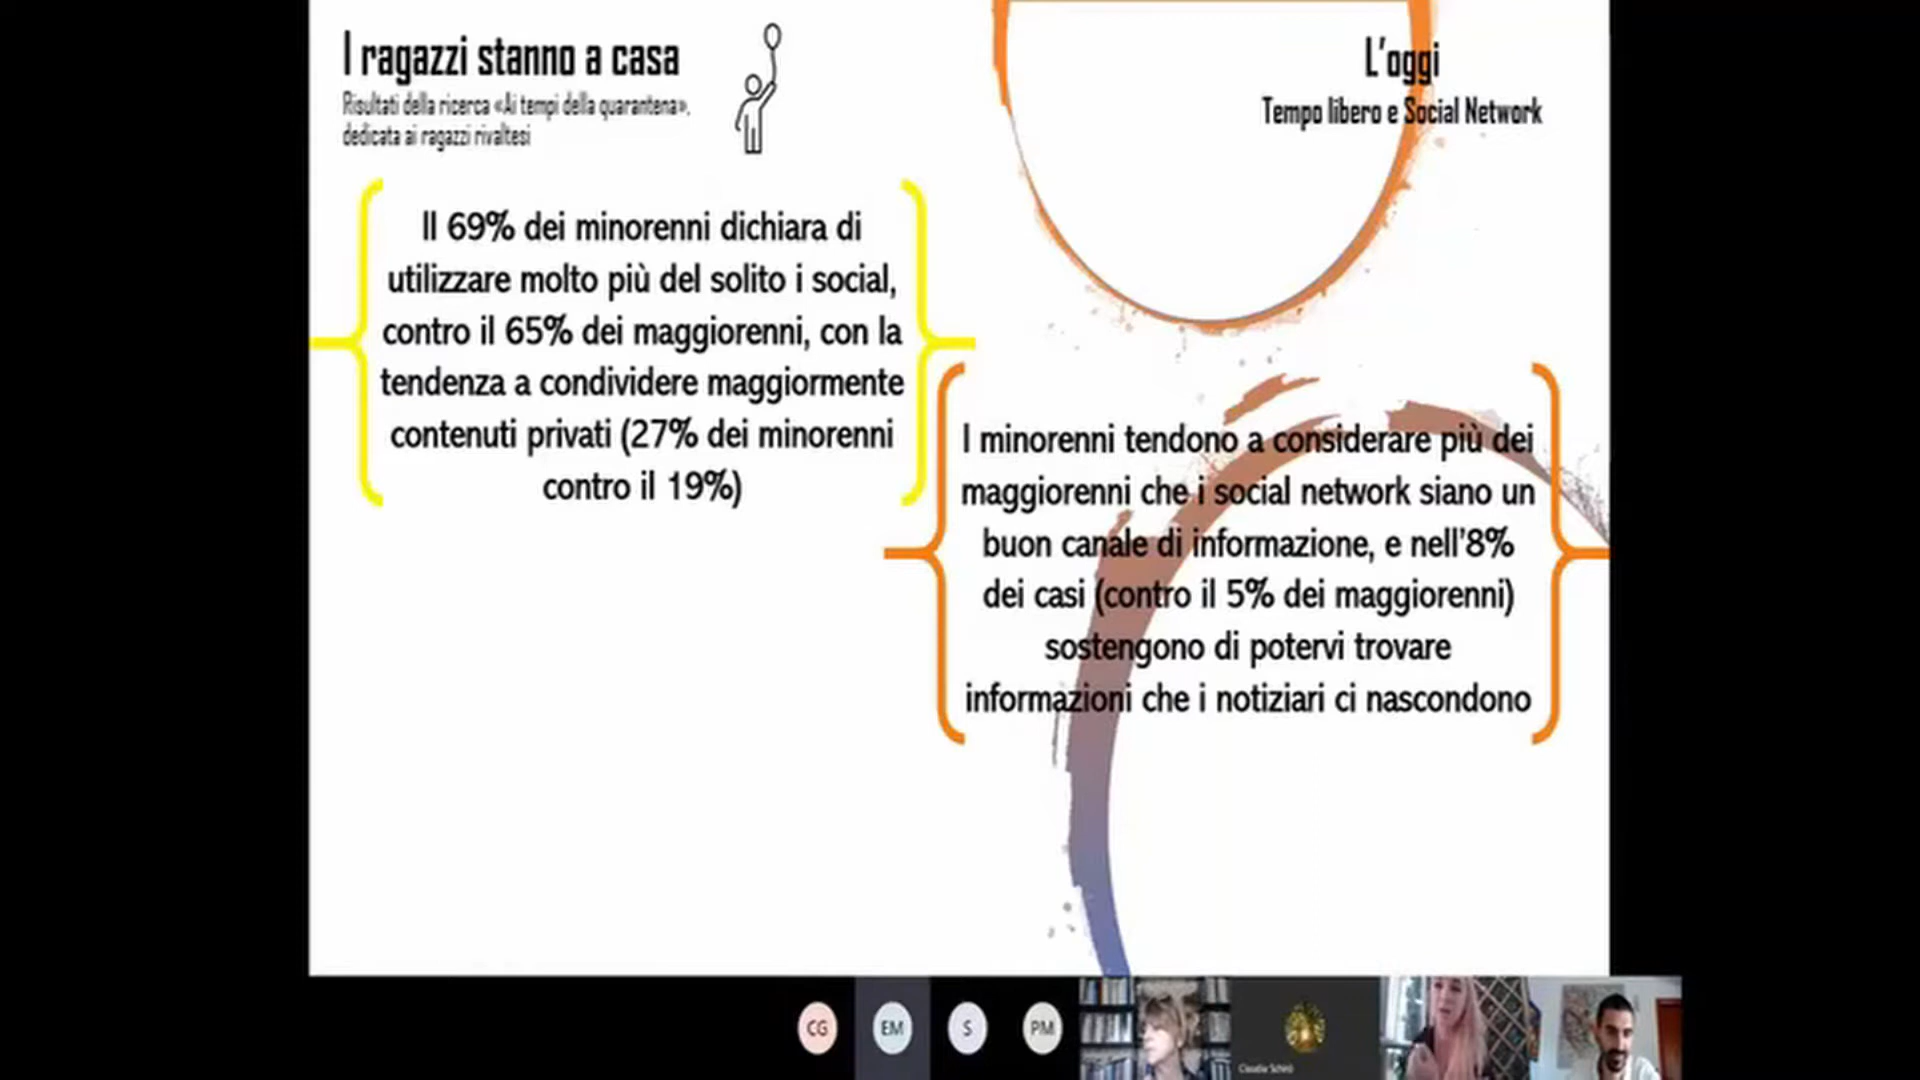 I ragazzi stanno a casa
Risultati della ricerca «Ai tempi della quarantena»,
dedicata ai ragazzi rivaltesi
L'oggi
Tempo libero e Social Network
Il 69% dei minorenni dichiara di
utilizzare molto più del solito i social,
contro il 65% dei maggiorenni, con la
tendenza a condividere maggiormente
contenuti privati (27% dei minorenni
contro il 19%)
I minorenni tendono a considerare più dei
maggiorenni che i social network siano un
buon canale di informazione, e nell'8%
dei casi (contro il 5% dei maggiorenni)
sostengono di potervi trovare
informazioni che i notiziari ci nascondono
CG
EM
S
PM
Claudia Schirò